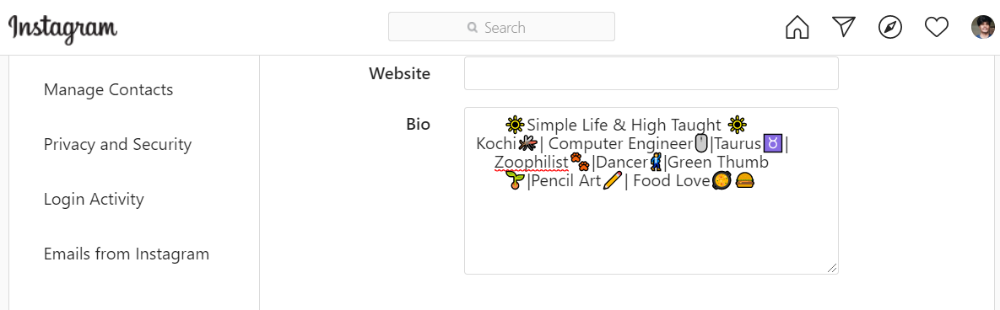 Instagram
Search
Manage Contacts
Privacy and Security
Login Activity
Emails from Instagram
Website
Bio
🔅Simple Life & High Taught 🔅
Kochi🕷| Computer Engineer🖱|Taurus♉|
Zoophilist🐾|Dancer🕺|Green Thumb
🌱|Pencil Art✏️| Food Love🥘🍔